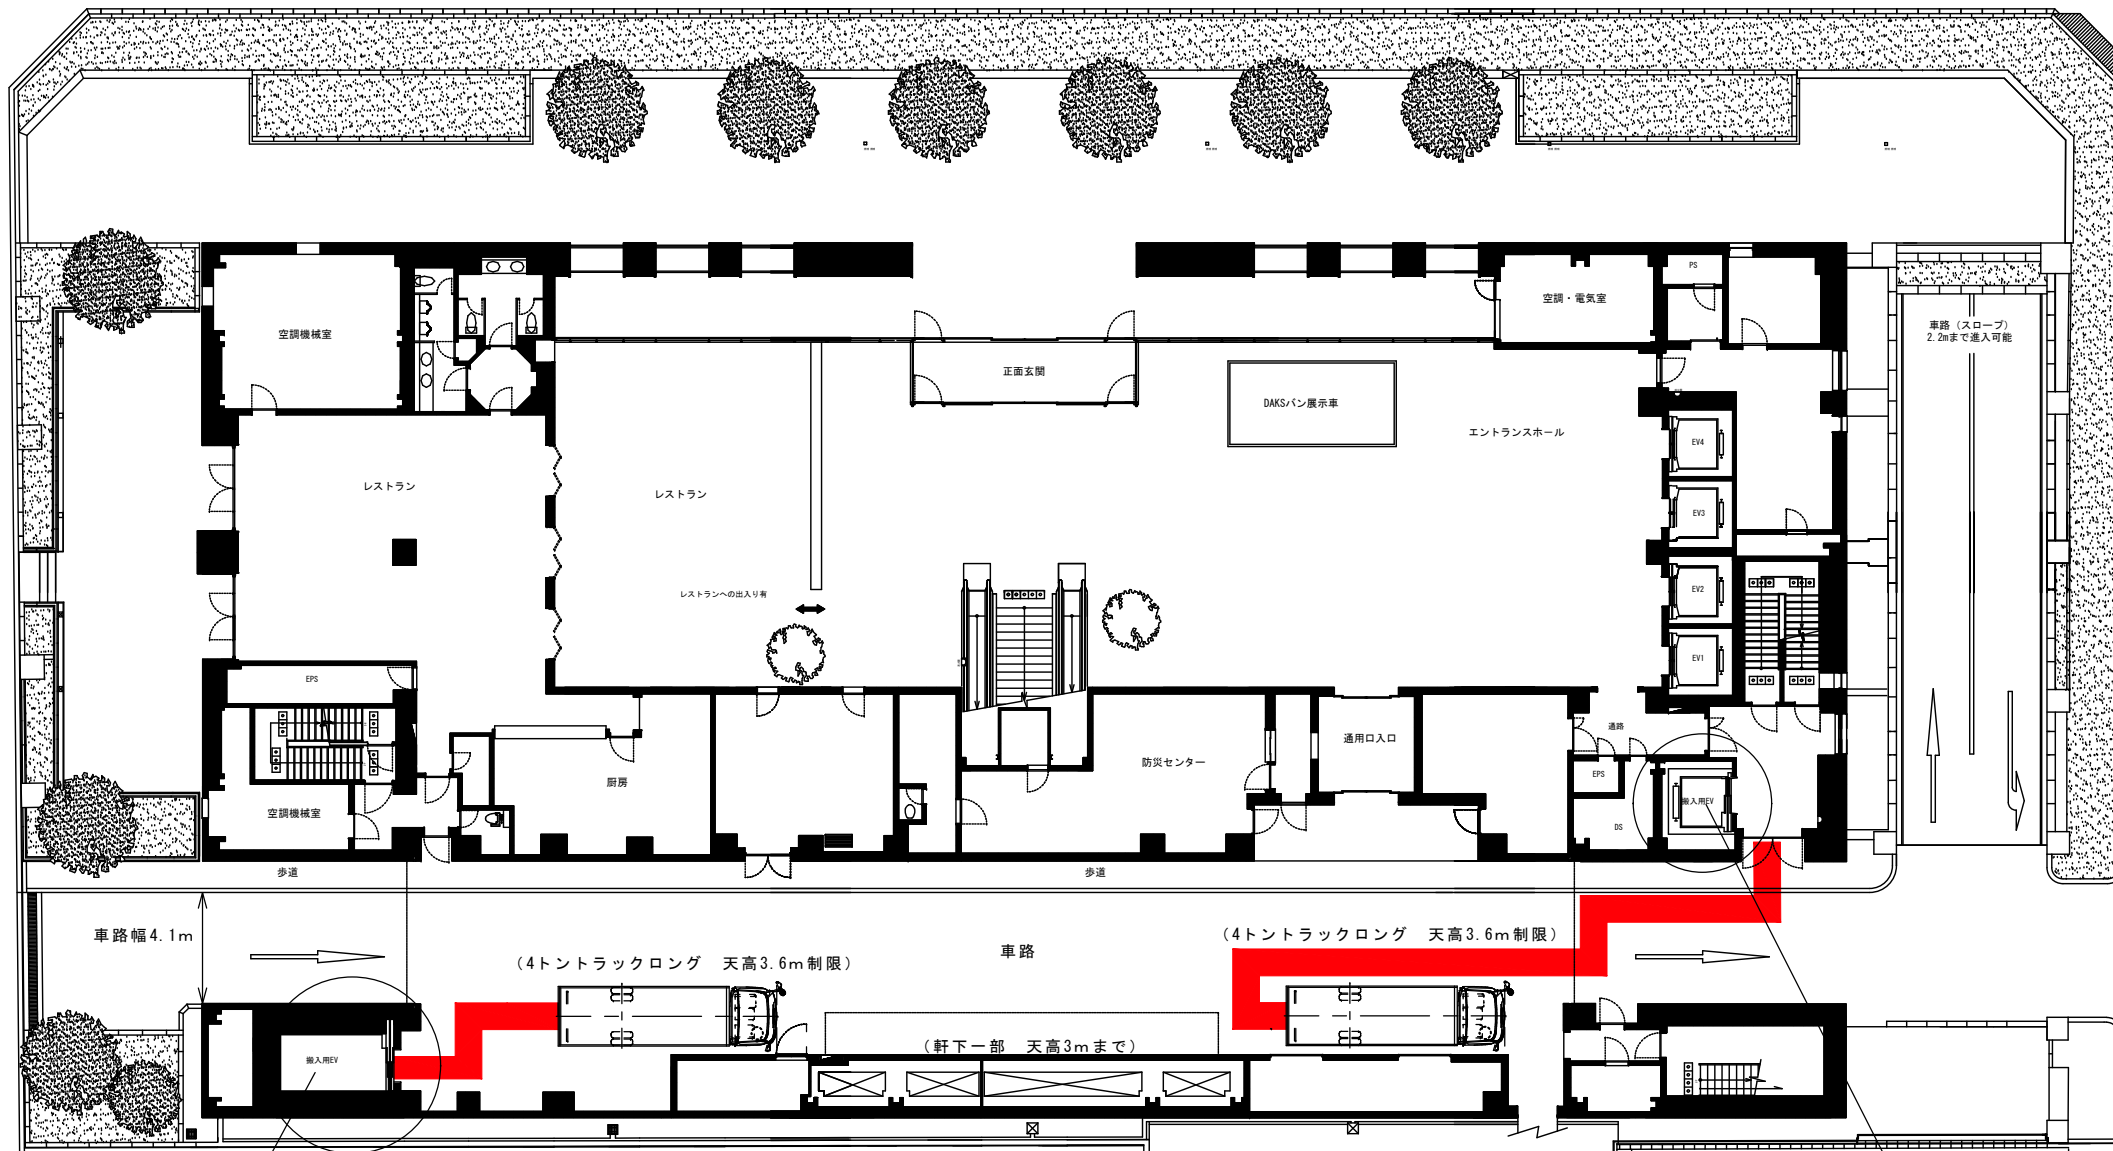 空調・電気室
PS
車路（スロープ）
2.2mまで進入可能
空調機械室
正面玄関
DAKSバン展示車
エントランスホール
EV4
レストラン
レストラン
EV3
EV2
レストランへの出入り有
EV1
EPS
通路
通用口入口
防災センター
厨房
EPS
搬入用EV
空調機械室
DS
歩道
歩道
車路幅4.1m
（4トントラックロング　天高3.6m制限）
車路
（4トントラックロング　天高3.6m制限）
（軒下一部　天高3mまで）
搬入用EV